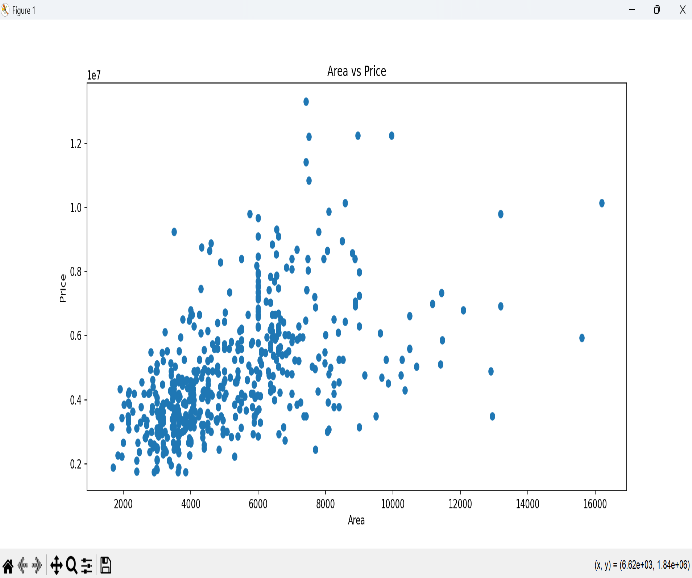 Figure 1
Area vs Price
1e7
1.2
1.0
0.8
0.6
0.4
0.2
Price
2000 4000 6000 8000 10000 12000 14000 16000
Area
(x, y) = (6.62e+03, 1.84e+06)